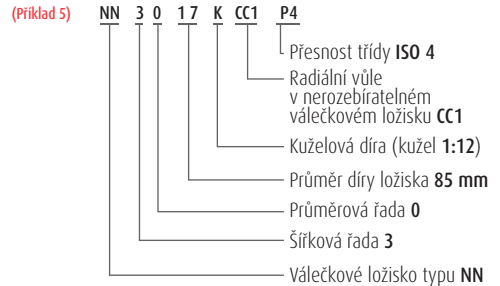 (Příklad 5) NN 3 0 17 K CC1 P4
Přesnost třídy ISO 4
Radiální vůle
v nerozebíratelném
válečkovém ložisku CC1
Kuželová díra (kužel 1:12)
Průměr díry ložiska 85 mm
Průměrová řada 0
Šířková řada 3
Válečkové ložisko typu NN